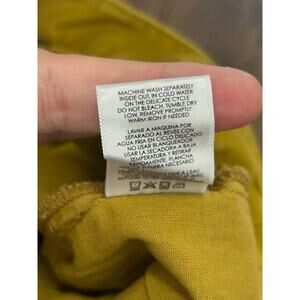 MACHINE WASH SEPARATELY
INSIDE OUT, IN COLD WATER
ON THE DELICATE CYCLE
DO NOT BLEACH, TUMBLE DRY
LOW, REMOVE PROMPTLY
WARM IRON IF NEEDED
LAVAR A MAQUINA POR
SEPARADO AL REVES CON
AGUA FRIA EN CICLO DELICADO
NO USAR BLANQUEADOR
USAR LA SECADORA A BAJA
TEMPERATURA Y RETIRAR
RÁPIDAMENTE, PLANCHA